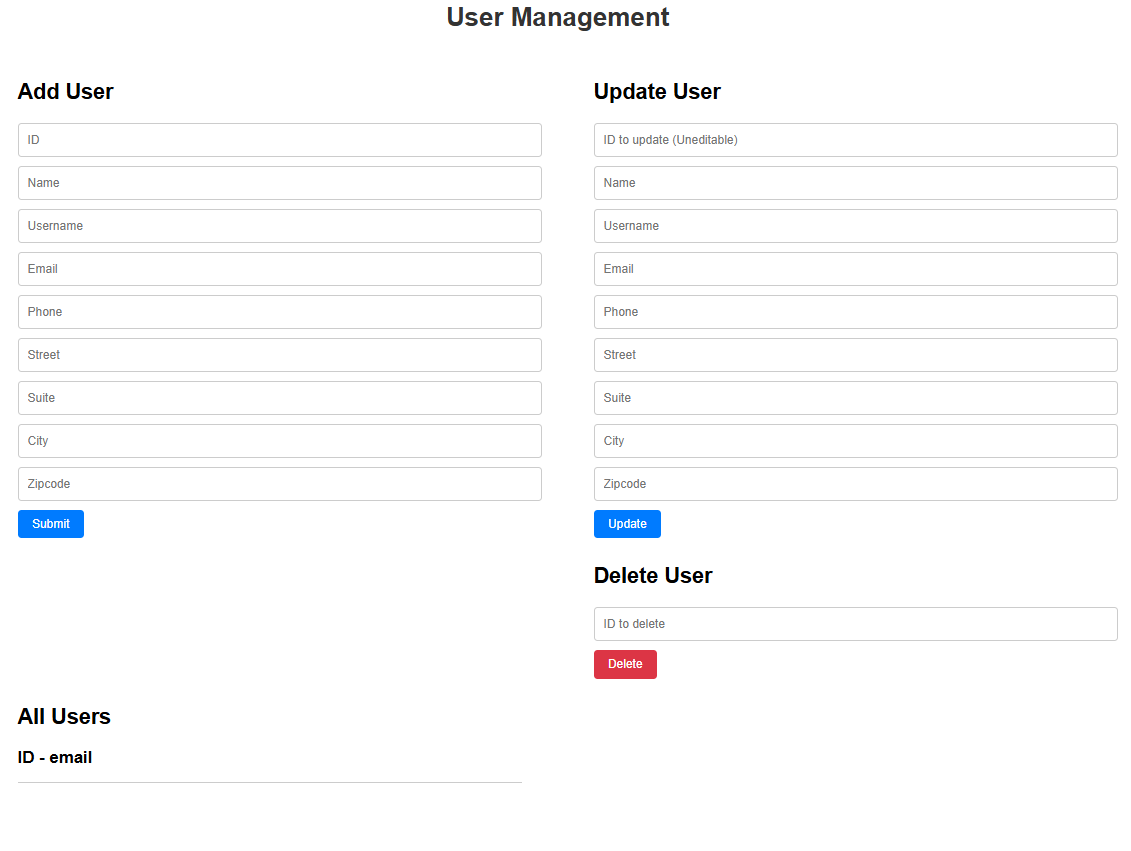 User Management
Add User
ID
Name
Username
Email
Phone
Street
Suite
City
Zipcode
Submit
Update User
ID to update (Uneditable)
Name
Username
Email
Phone
Street
Suite
City
Zipcode
Update
Delete User
ID to delete
Delete
All Users
ID - email